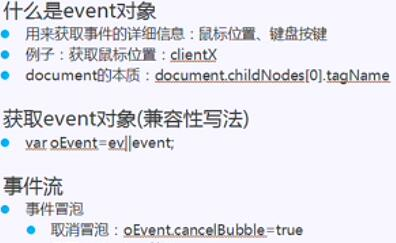 什么是event对象
用来获取事件的详细信息：鼠标位置、键盘按键
例子：获取鼠标位置：clientX
document的本质：document.childNodes[0].tagName
获取event对象(兼容性写法)
var oEvent=ev||event;
事件流
事件冒泡
取消冒泡：oEvent.cancelBubble=true